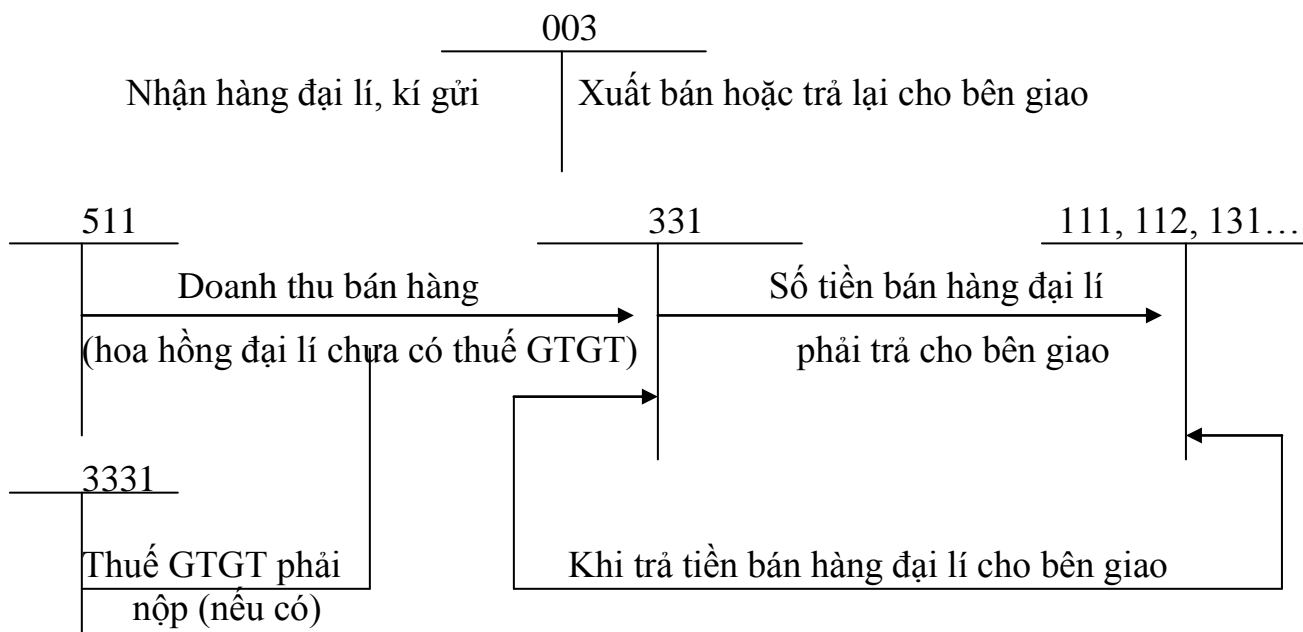 003
Nhận hàng đại lí, kí gửi
Xuất bán hoặc trả lại cho bên giao
511
331
111, 112, 131…
Doanh thu bán hàng
(hoa hồng đại lí chưa có thuế GTGT)
Số tiền bán hàng đại lí
phải trả cho bên giao
3331
Thuế GTGT phải
nộp (nếu có)
Khi trả tiền bán hàng đại lí cho bên giao